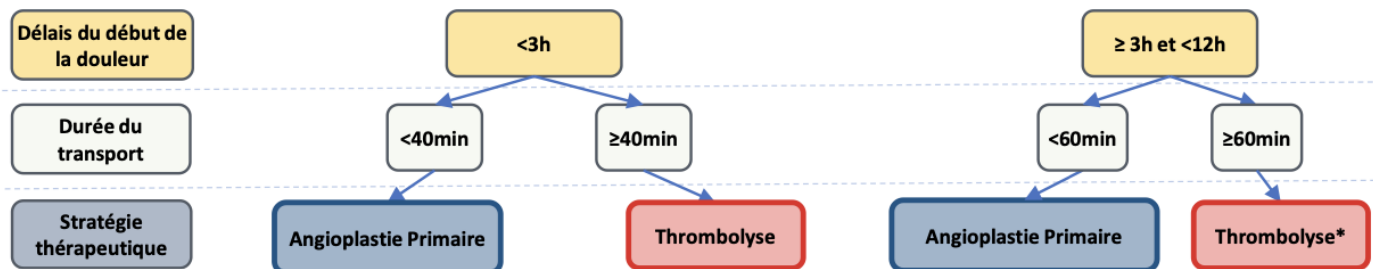 Délais du début de
la douleur
<3h
≥ 3h et <12h
Durée du
transport
<40min
≥40min
<60min
≥60min
Stratégie
thérapeutique
Angioplastie Primaire
Thrombolyse
Angioplastie Primaire
Thrombolyse*